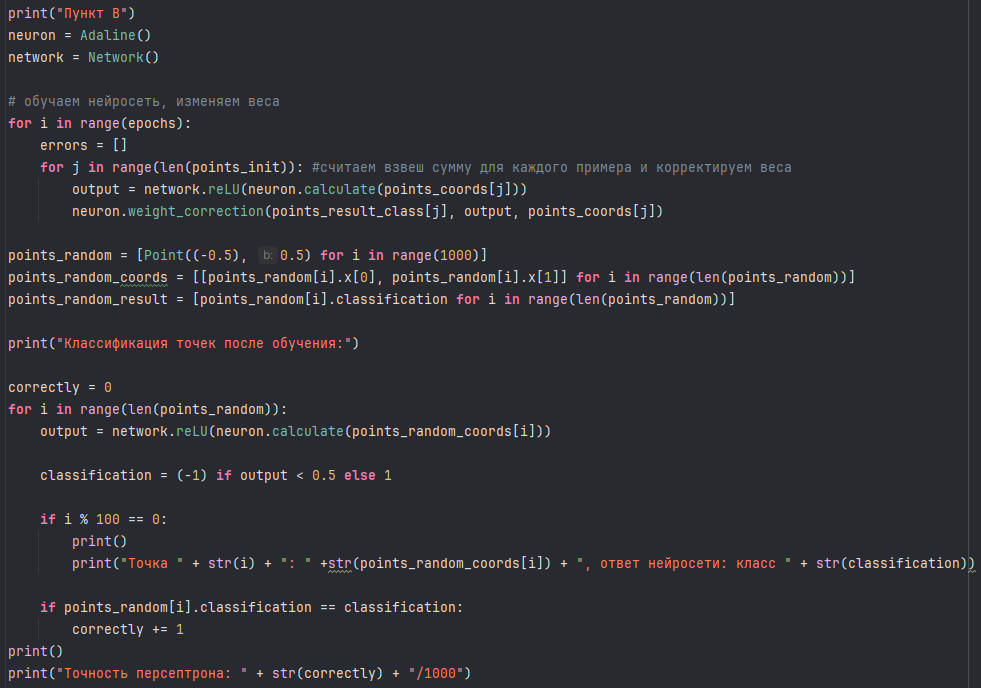 print("Пункт В")
neuron = Adaline()
network = Network()
# обучаем нейросеть, изменяем веса
for i in range(epochs):
    errors = []
    for j in range(len(points_init)): #считаем взвеш сумму для каждого примера и корректируем веса
        output = network.reLU(neuron.calculate(points_coords[j]))
        neuron.weight_correction(points_result_class[j], output, points_coords[j])
points_random = [Point((-0.5), b: 0.5) for i in range(1000)]
points_random_coords = [[points_random[i].x[0], points_random[i].x[1]] for i in range(len(points_random))]
points_random_result = [points_random[i].classification for i in range(len(points_random))]
print("Классификация точек после обучения:")
correctly = 0
for i in range(len(points_random)):
    output = network.reLU(neuron.calculate(points_random_coords[i]))
    classification = (-1) if output < 0.5 else 1
    if i % 100 == 0:
        print()
        print("Точка " + str(i) + ": " +str(points_random_coords[i]) + ", ответ нейросети: класс " + str(classification))
    if points_random[i].classification == classification:
        correctly += 1
print()
print("Точность персептрона: " + str(correctly) + "/1000")